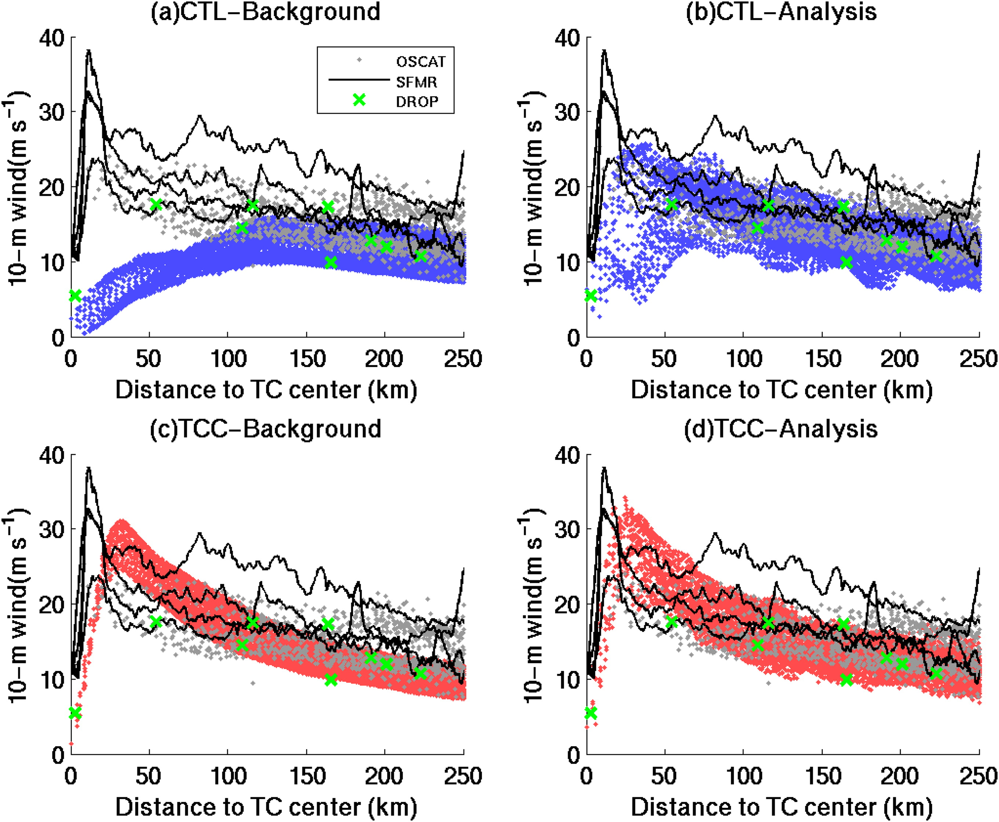 (a)CTL−Background
(b)CTL−Analysis
40
30
20
10
0
10−m wind(m s−1)
OSCAT
SFMR
DROP
0 50 100 150 200 250
Distance to TC center (km)
40
30
20
10
0
10−m wind(m s−1)
0 50 100 150 200 250
Distance to TC center (km)
(c)TCC−Background
(d)TCC−Analysis
40
30
20
10
0
10−m wind(m s−1)
0 50 100 150 200 250
Distance to TC center (km)
40
30
20
10
0
10−m wind(m s−1)
0 50 100 150 200 250
Distance to TC center (km)